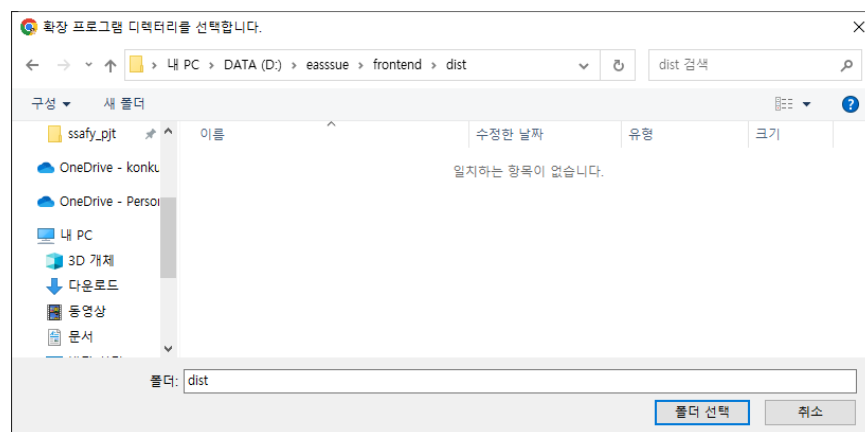 확장 프로그램 디렉터리를 선택합니다.
내 PC > DATA (D:) > easssue > frontend > dist
dist 검색
구성
새 폴더
ssafy_pjt
이름
수정한 날짜
유형
크기
일치하는 항목이 없습니다.
OneDrive - konku
OneDrive - Person
내 PC
3D 개체
다운로드
동영상
문서
폴더: dist
폴더 선택
취소